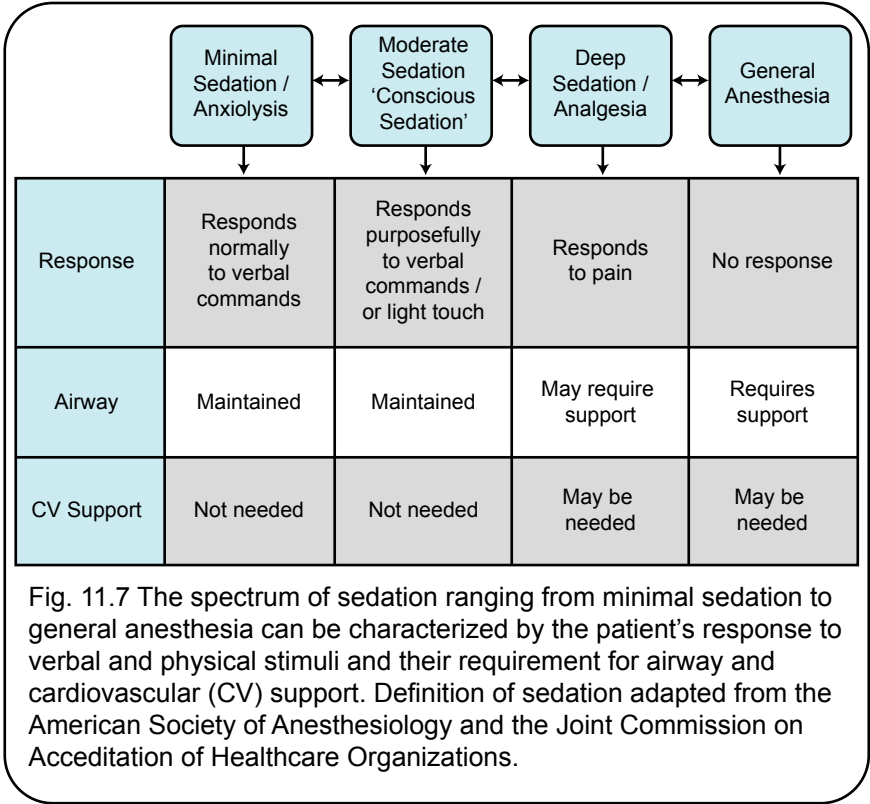 Minimal
Sedation /
Anxiolysis
Moderate
Sedation
‘Conscious
Sedation’
Deep
Sedation /
Analgesia
General
Anesthesia
Response
Responds
normally
to verbal
commands
Responds
purposefully
to verbal
commands /
or light touch
Responds
to pain
No response
Airway
Maintained
Maintained
May require
support
Requires
support
CV Support
Not needed
Not needed
May be
needed
May be
needed
Fig. 11.7 The spectrum of sedation ranging from minimal sedation to
general anesthesia can be characterized by the patient’s response to
verbal and physical stimuli and their requirement for airway and
cardiovascular (CV) support. Definition of sedation adapted from the
American Society of Anesthesiology and the Joint Commission on
Acceditation of Healthcare Organizations.